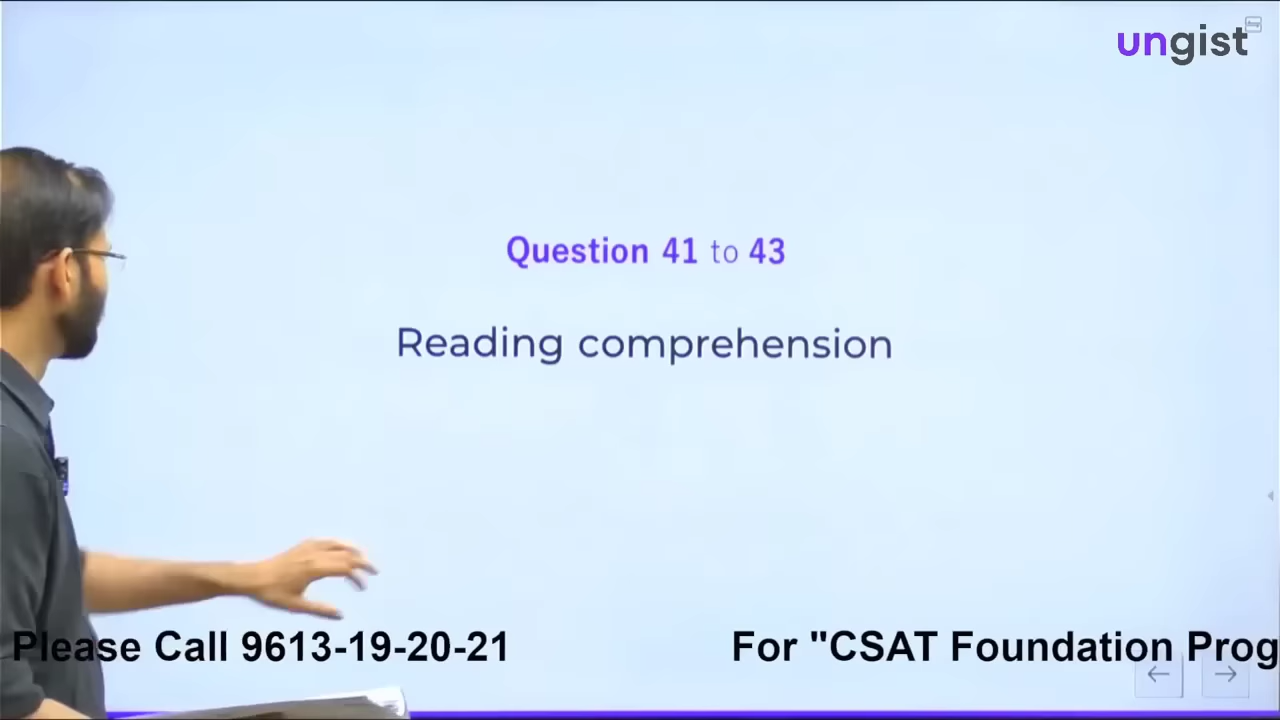 ungist
Question 41 to 43
Reading comprehension
Please Call 9613-19-20-21
For "CSAT Foundation Prog